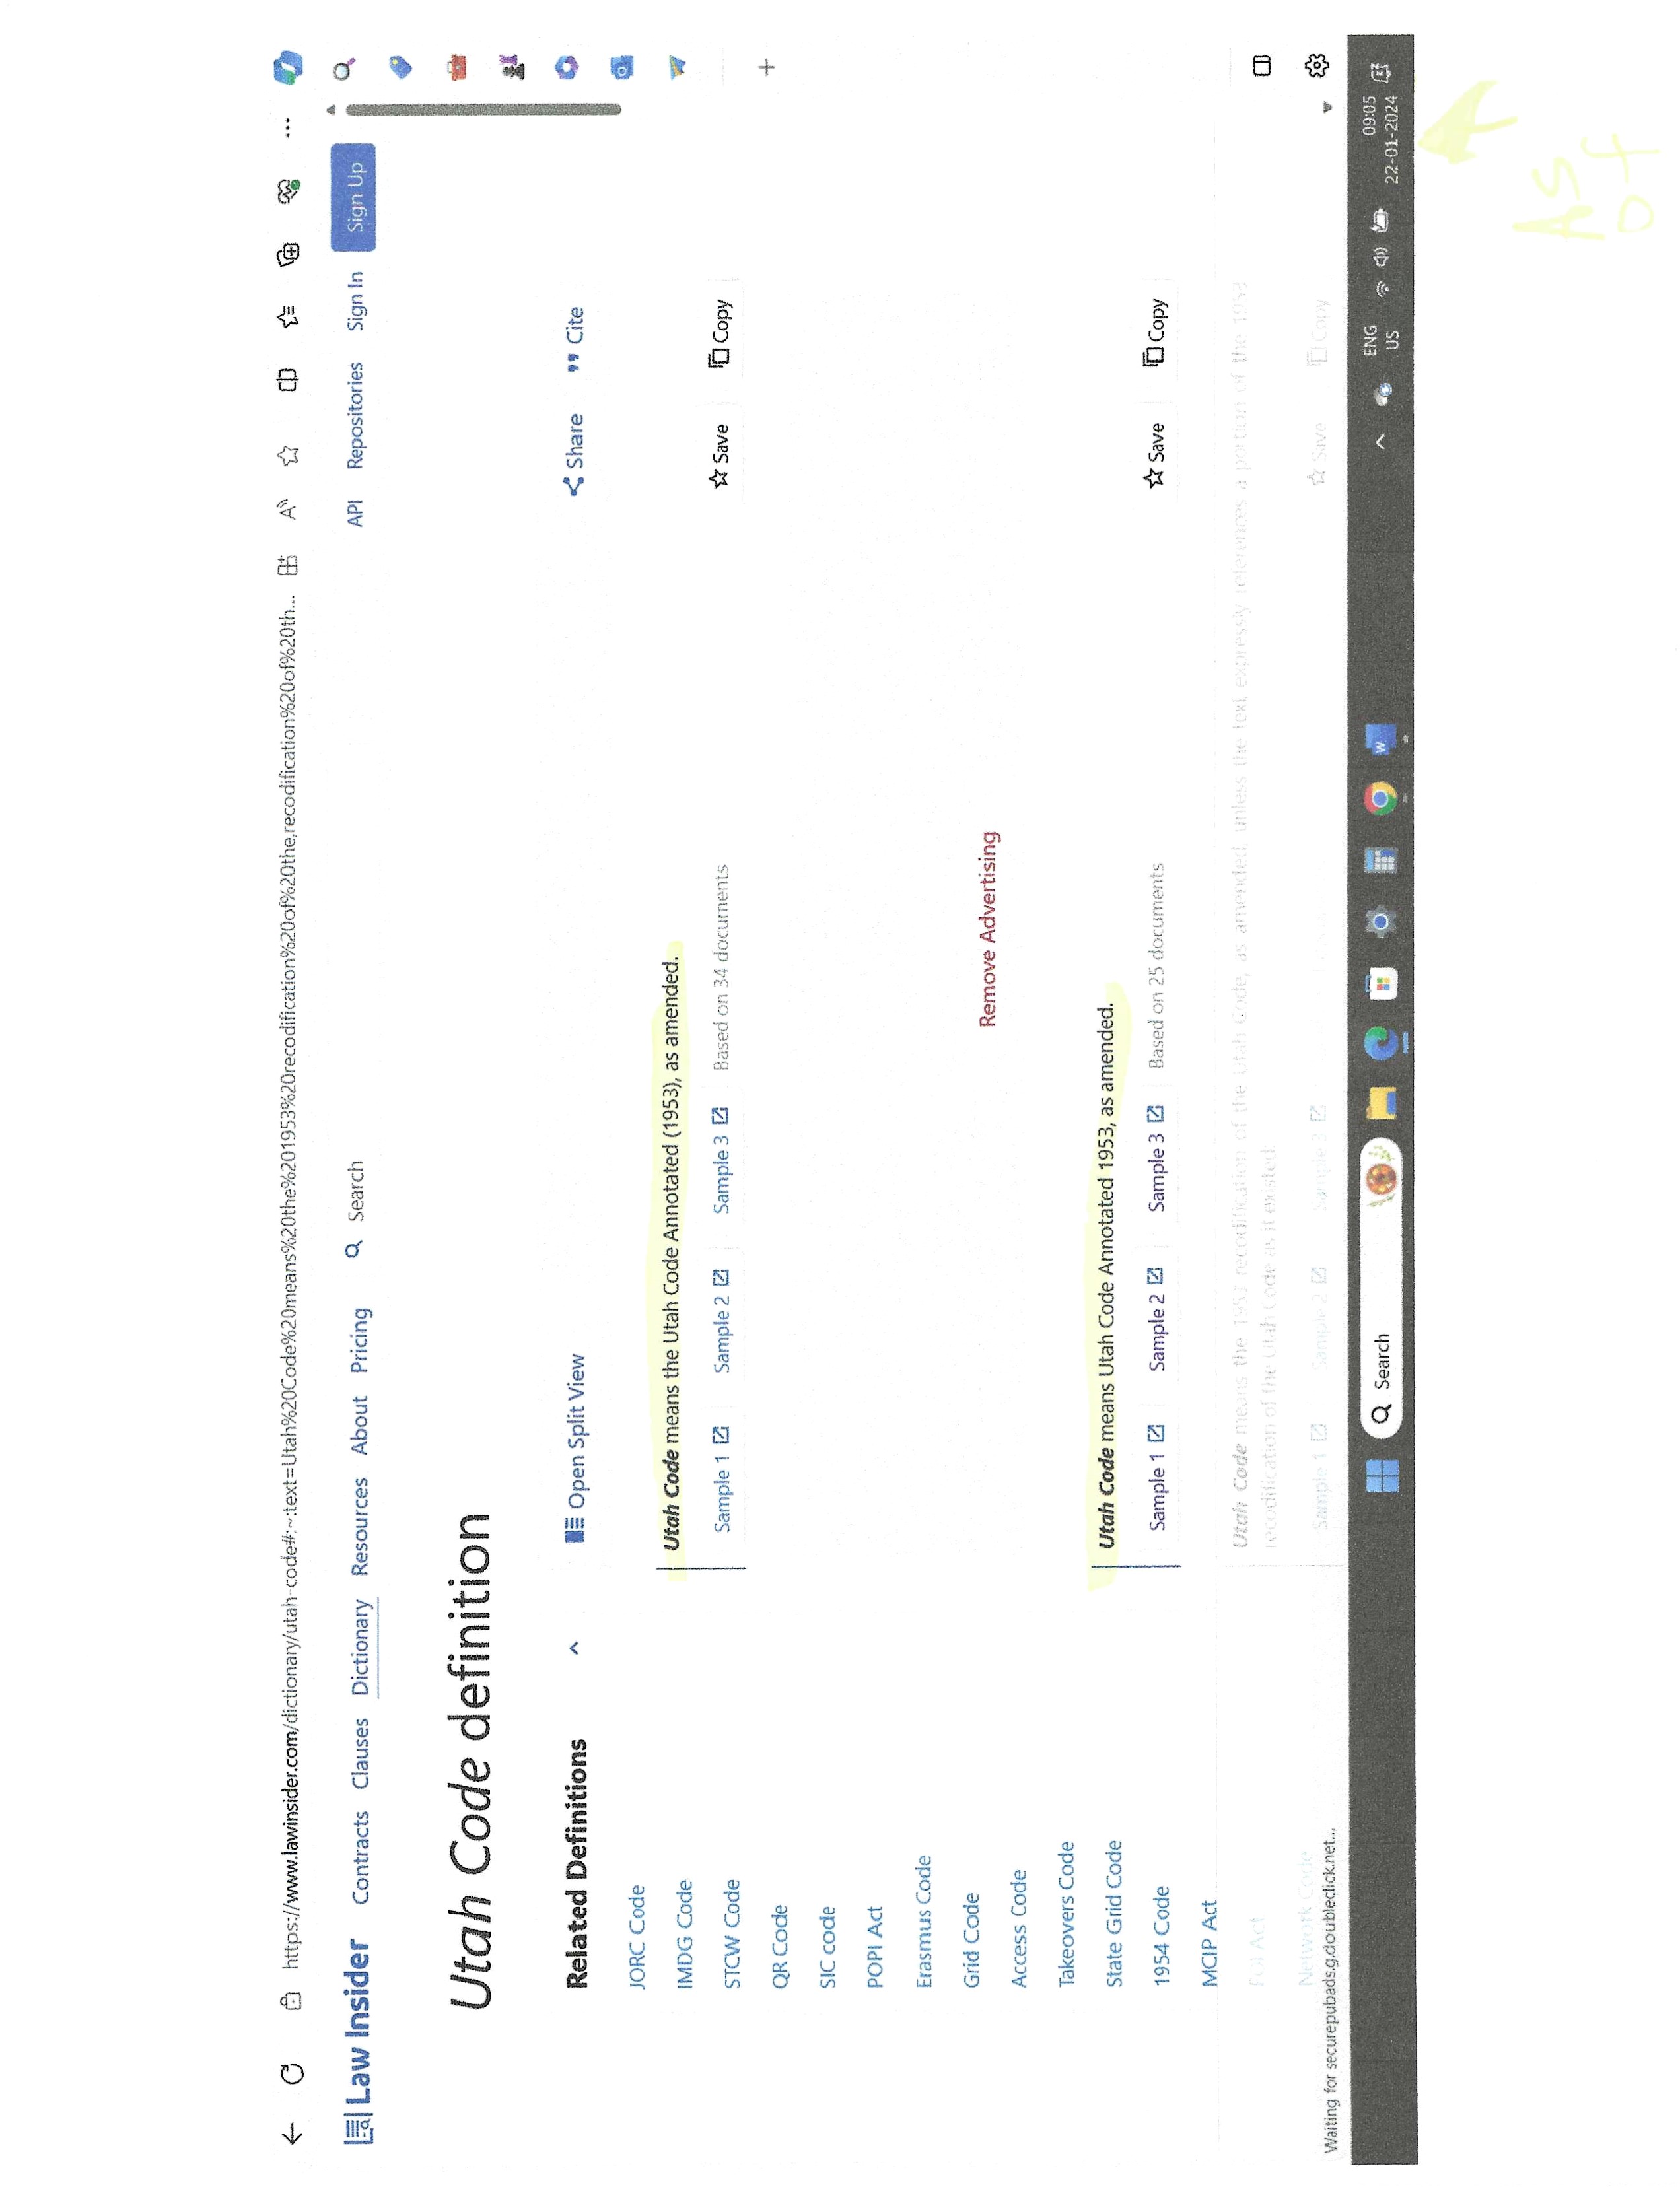 https://www.lawinsider.com/dictionary/utah-code#:~:text=Utah%20Code%20means%20the%201953%20recodification%20of%20the,recodification%20of%20th...
Law Insider Contracts Clauses Dictionary Resources About Pricing Search API Repositories Sign In Sign Up
Utah Code definition
Related Definitions
Open Split View Share Cite
JORC Code
IMDG Code
STCW Code
QR Code
SIC code
POPI Act
Erasmus Code
Grid Code
Access Code
Takeovers Code
State Grid Code
1954 Code
MCIP Act
FOI Act
Network Code
Utah Code means the Utah Code Annotated (1953), as amended.
Sample 1 Sample 2 Sample 3 Based on 34 documents Save Copy
Remove Advertising
Utah Code means Utah Code Annotated 1953, as amended.
Sample 1 Sample 2 Sample 3 Based on 25 documents Save Copy
Utah Code means the 1953 recodification of the Utah Code, as amended, unless the text expressly references a portion of the 1953
recodification of the Utah Code as it existed:
Sample 1 Sample 2 Sample 3 Save Copy
Waiting for securepubads.g.doubleclick.net...
Search ENG US 09:05 22-01-2024
As
of